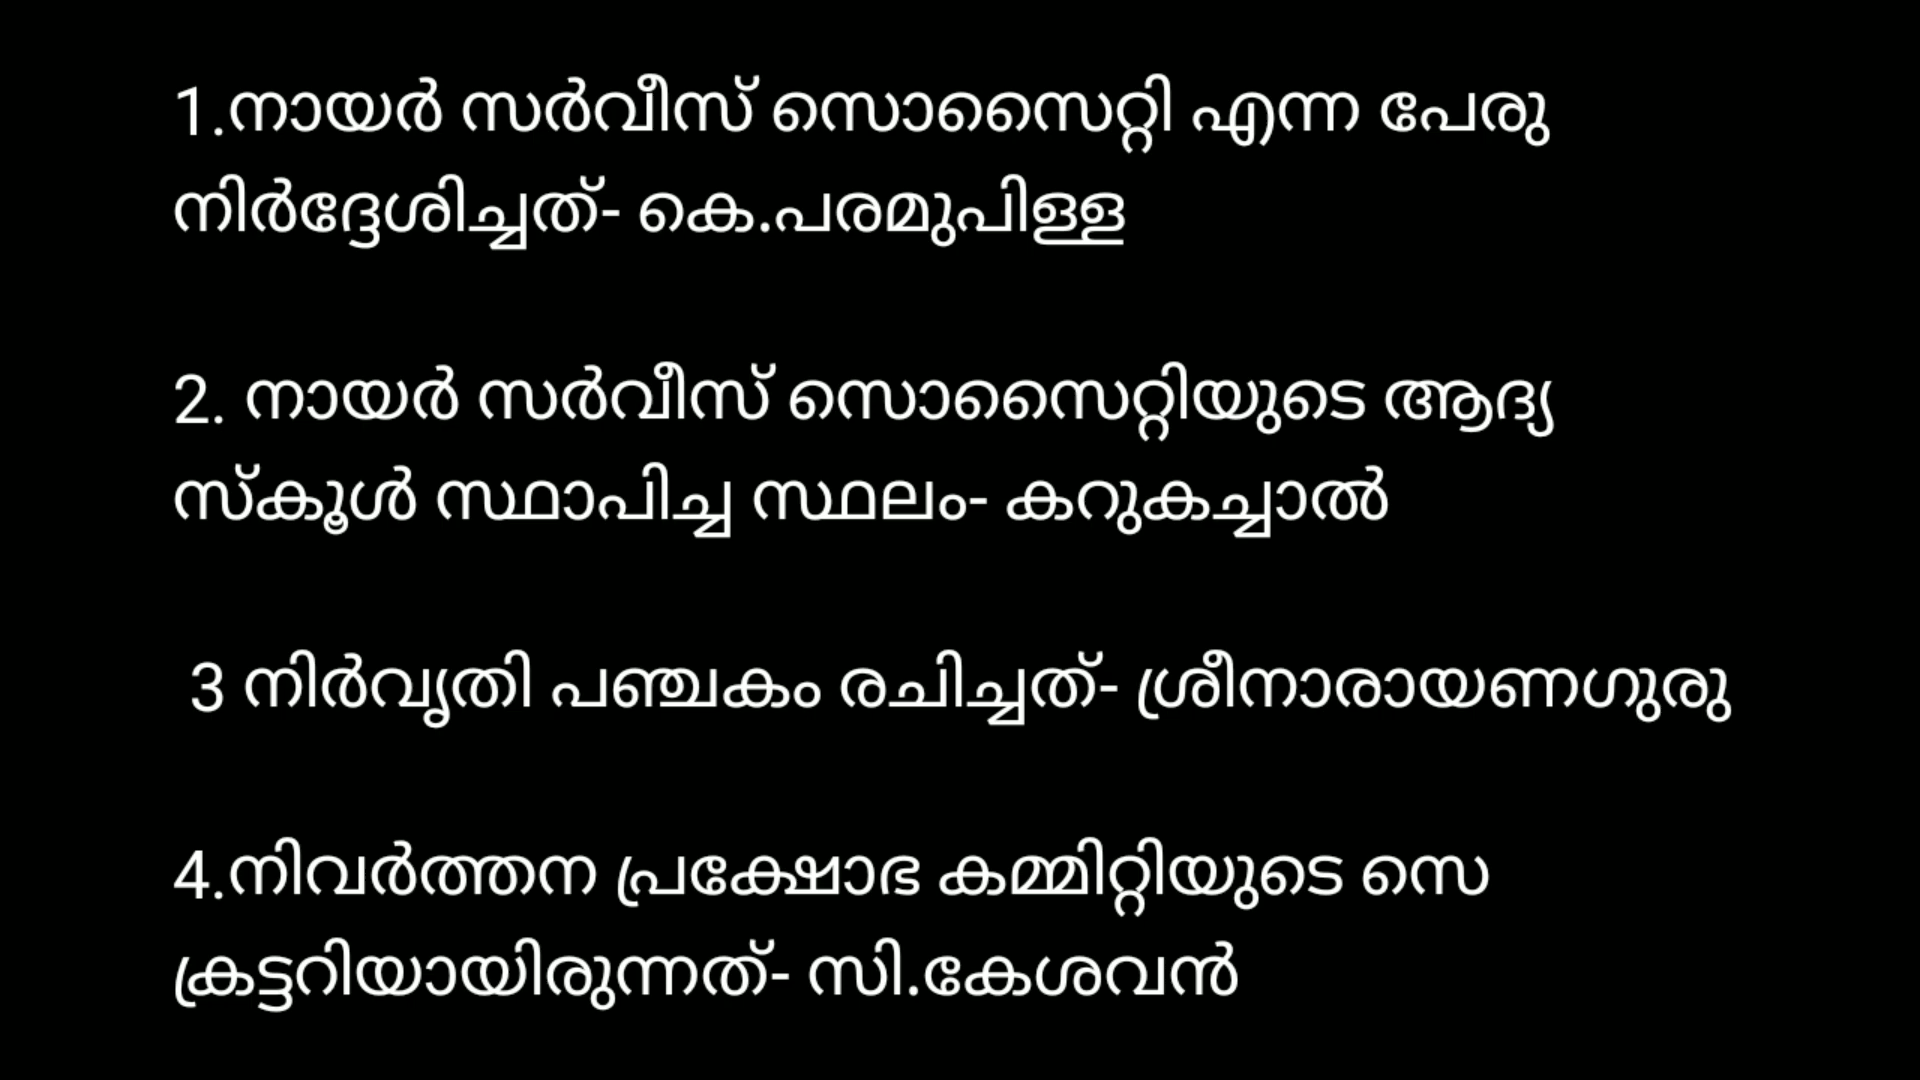 1.നായർ സർവീസ് സൊസൈറ്റി എന്ന പേരു
നിർദ്ദേശിച്ചത്- കെ.പരമുപിള്ള
2. നായർ സർവീസ് സൊസൈറ്റിയുടെ ആദ്യ
സ്കൂൾ സ്ഥാപിച്ച സ്ഥലം- കറുകച്ചാൽ
3 നിർവൃതി പഞ്ചകം രചിച്ചത്- ശ്രീനാരായണഗുരു
4.നിവർത്തന പ്രക്ഷോഭ കമ്മിറ്റിയുടെ സെ
ക്രട്ടറിയായിരുന്നത്- സി.കേശവൻ